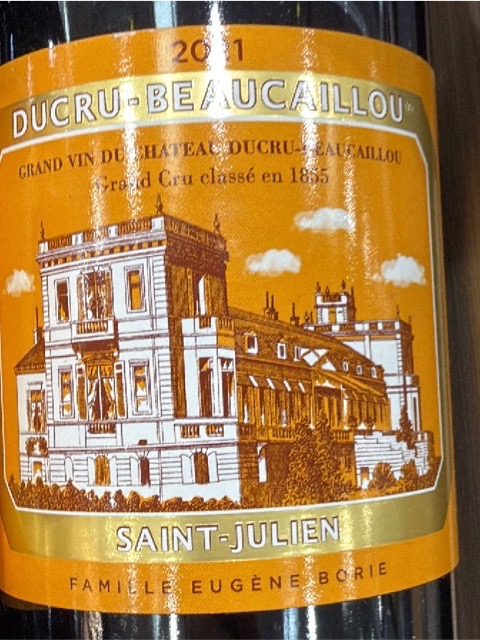 DUCRU-BEAUCAILLOU
GRAND VIN DU CHATEAU DUCRU-BEAUCAILLOU
Grand Cru classé en 1855
SAINT-JULIEN
FAMILLE EUGÈNE BORIE